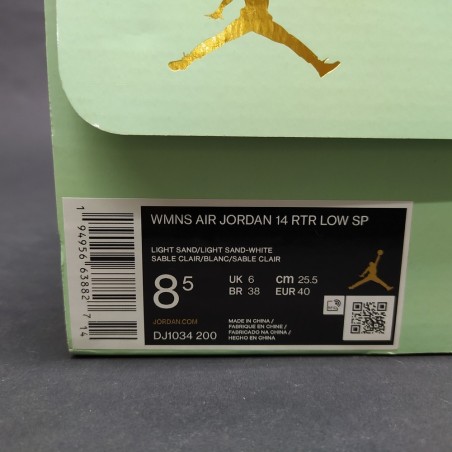 WMNS AIR JORDAN 14 RTR LOW SP
LIGHT SAND/LIGHT SAND-WHITE
SABLE CLAIR/BLANC/SABLE CLAIR
8 5
UK 6 cm 25.5
BR 38 EUR 40
JORDAN.COM
DJ1034 200
MADE IN CHINA /
FABRIQUE EN CHINE /
FABRICADO NA CHINA /
HECHO EN CHINA
1 94956 63882 7 14